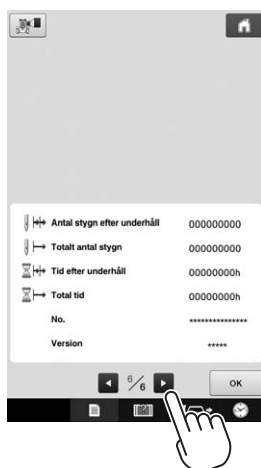 Antal stygn efter underhåll 000000000
Totalt antal stygn 000000000
Tid efter underhåll 00000000h
Total tid 00000000h
No. ***************
Version *****
6/6
OK